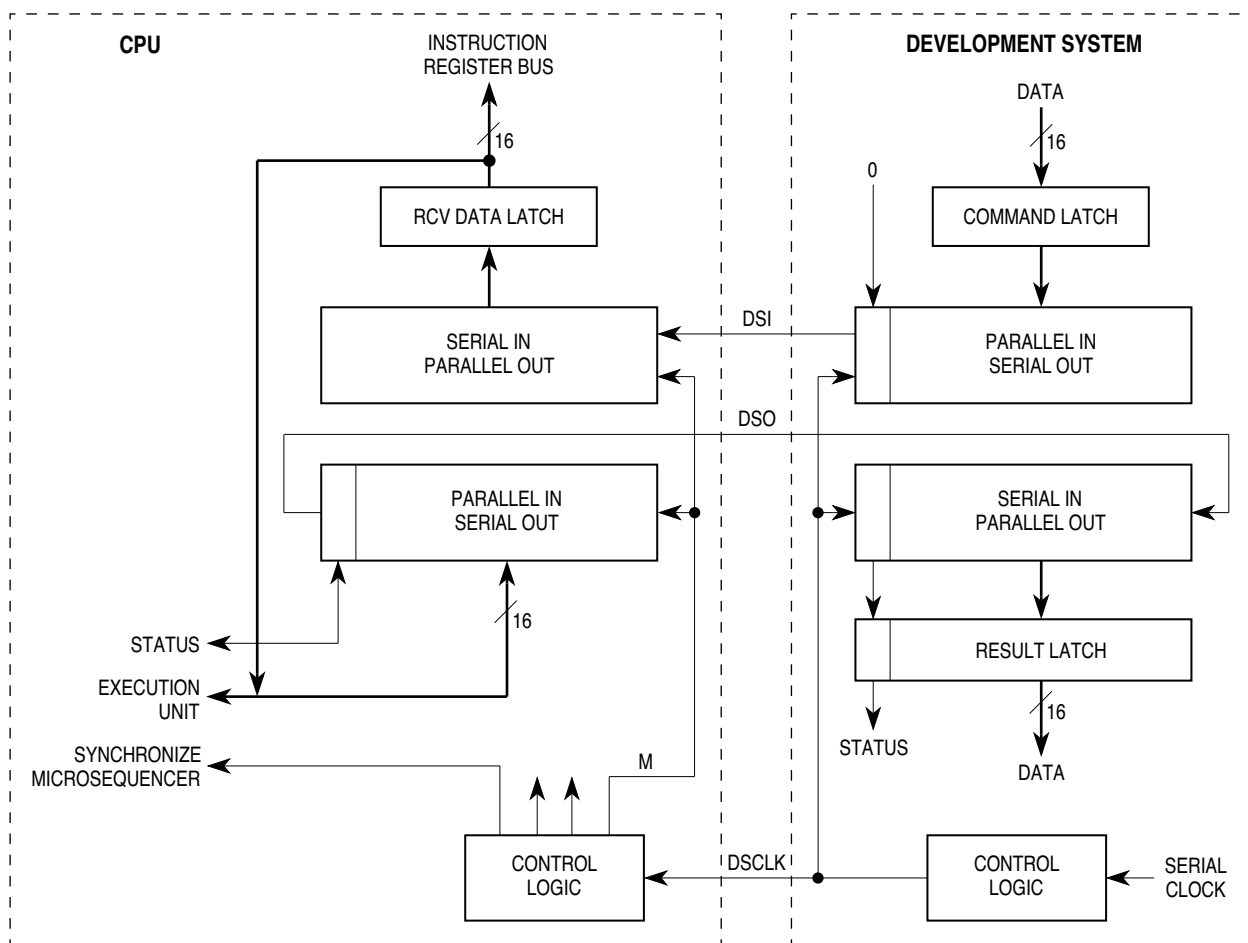 CPU
INSTRUCTION
REGISTER BUS
16
RCV DATA LATCH
SERIAL IN
PARALLEL OUT
PARALLEL IN
SERIAL OUT
16
STATUS
EXECUTION
UNIT
SYNCHRONIZE
MICROSEQUENCER
M
CONTROL
LOGIC
DSI
DSO
DSCLK
DEVELOPMENT SYSTEM
DATA
16
0
COMMAND LATCH
PARALLEL IN
SERIAL OUT
SERIAL IN
PARALLEL OUT
RESULT LATCH
16
STATUS
DATA
CONTROL
LOGIC
SERIAL
CLOCK